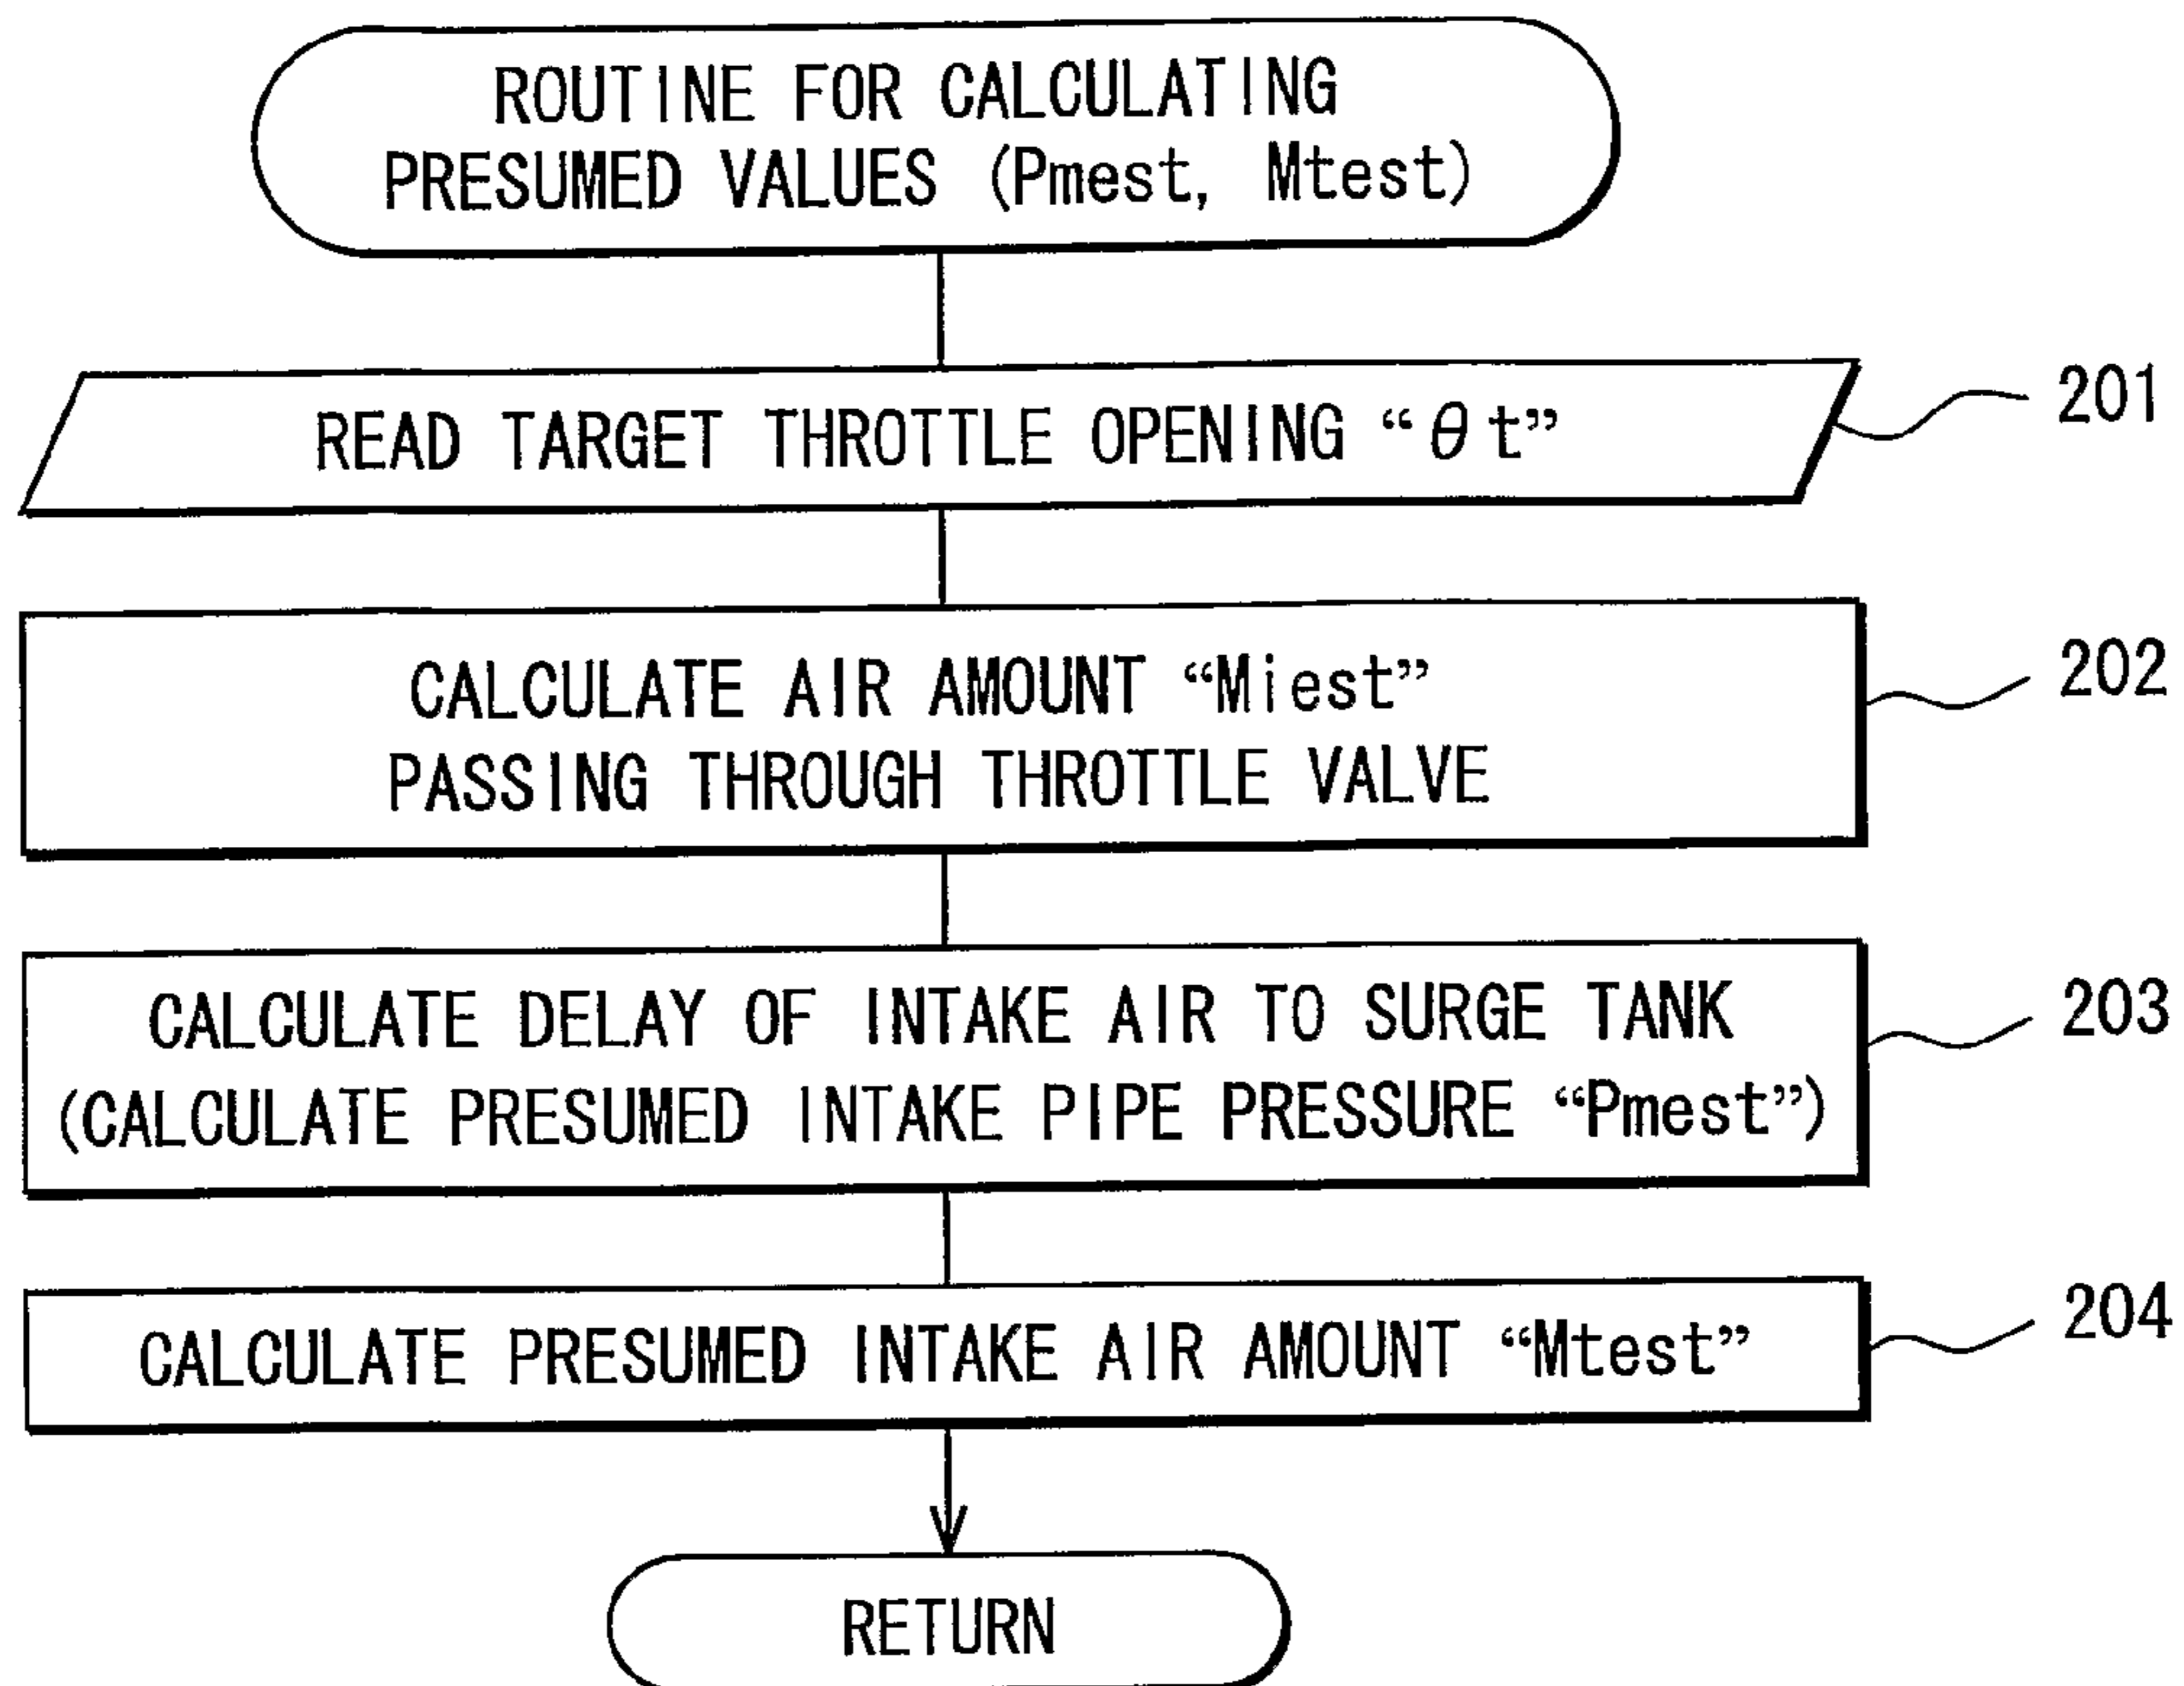 ROUTINE FOR CALCULATING
PRESUMED VALUES (Pmest, Mtest)
READ TARGET THROTTLE OPENING “θt”
201
CALCULATE AIR AMOUNT “Miest”
PASSING THROUGH THROTTLE VALVE
202
CALCULATE DELAY OF INTAKE AIR TO SURGE TANK
(CALCULATE PRESUMED INTAKE PIPE PRESSURE “Pmest”)
203
CALCULATE PRESUMED INTAKE AIR AMOUNT “Mtest”
204
RETURN